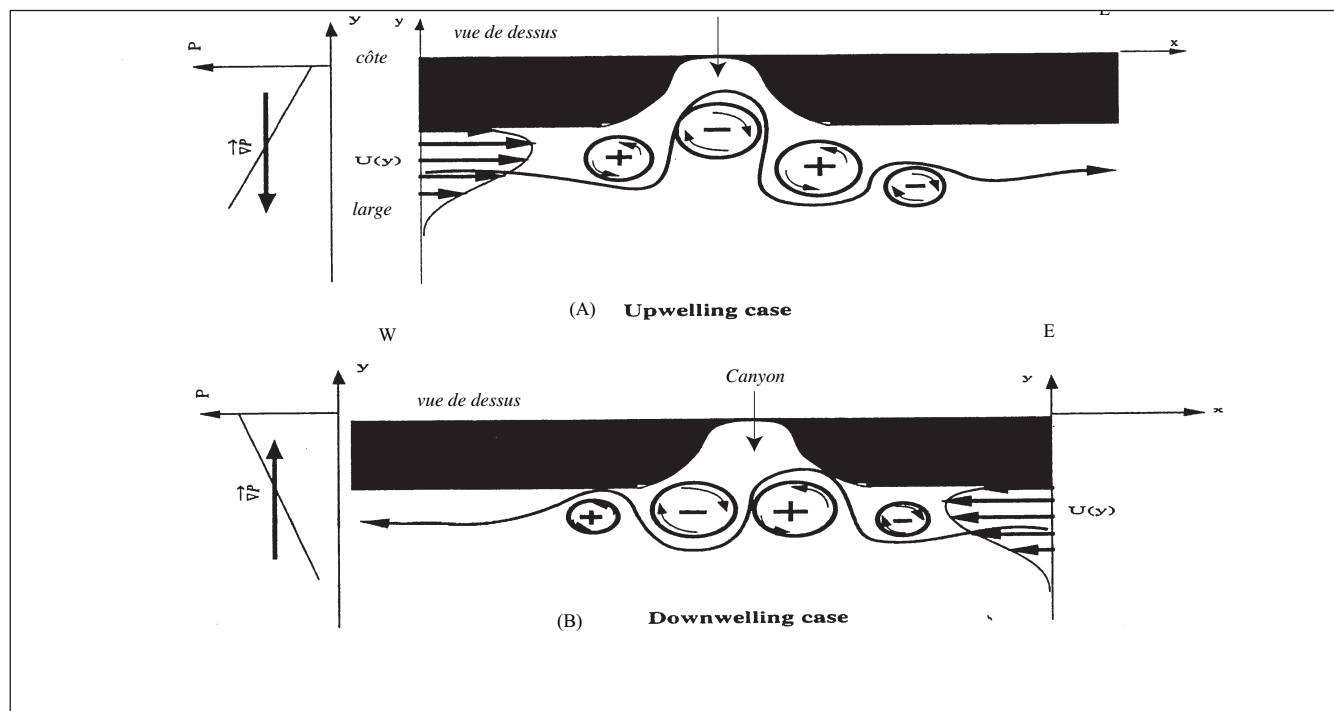 y
y
E
vue de dessus
P
côte
x
∇P
+
−
+
−
U(y)
large
(A) Upwelling case
W
E
y
Canyon
y
P
vue de dessus
x
∇P
+
−
+
−
U(y)
(B) Downwelling case